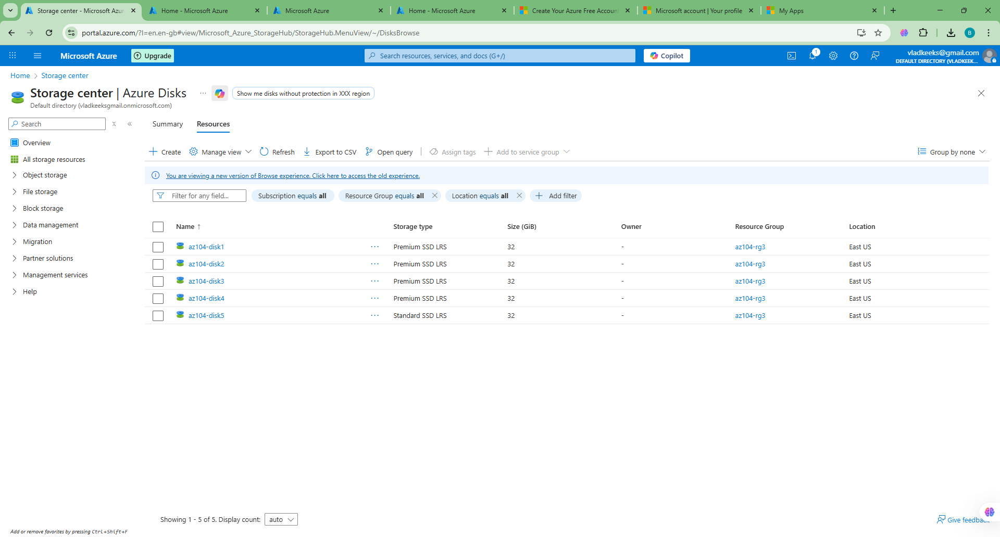 Storage center - Microsoft Azur
Home - Microsoft Azure
Microsoft Azure
Home - Microsoft Azure
Create Your Azure Free Account
Microsoft account | Your profile
My Apps
portal.azure.com/?l=en.en-gb#view/Microsoft_Azure_StorageHub/StorageHub.MenuView/~/DisksBrowse
B
Microsoft Azure
Upgrade
Search resources, services, and docs (G+/)
Copilot
1
vladkeeks@gmail.com
DEFAULT DIRECTORY (VLADKEEK...
Home > Storage center
Storage center | Azure Disks
...
Show me disks without protection in XXX region
Default directory (vladkeeksgmail.onmicrosoft.com)
Search
Summary
Resources
Overview
All storage resources
Object storage
File storage
Block storage
Data management
Migration
Partner solutions
Management services
Help
Create
Manage view
Refresh
Export to CSV
Open query
Assign tags
Add to service group
Group by none
You are viewing a new version of Browse experience. Click here to access the old experience.
Filter for any field...
Subscription equals all
Resource Group equals all
Location equals all
Add filter
Name ↑ Storage type Size (GiB) Owner Resource Group Location
az104-disk1 ... Premium SSD LRS 32 - az104-rg3 East US
az104-disk2 ... Premium SSD LRS 32 - az104-rg3 East US
az104-disk3 ... Premium SSD LRS 32 - az104-rg3 East US
az104-disk4 ... Premium SSD LRS 32 - az104-rg3 East US
az104-disk5 ... Standard SSD LRS 32 - az104-rg3 East US
Showing 1 - 5 of 5. Display count: auto
Give feedback
Add or remove favorites by pressing Ctrl+Shift+F